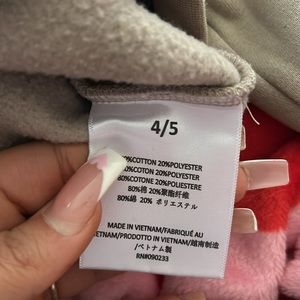 4/5
80%COTTON 20%POLYESTER
80%COTON 20%POLYESTER
80%COTONE 20%POLIESTERE
80%棉 20%聚酯纤维
80%綿 20% ポリエステル
MADE IN VIETNAM/FABRIQUÉ AU
VIETNAM/PRODOTTO IN VIETNAM/越南制造
/ベトナム製
RN#090233